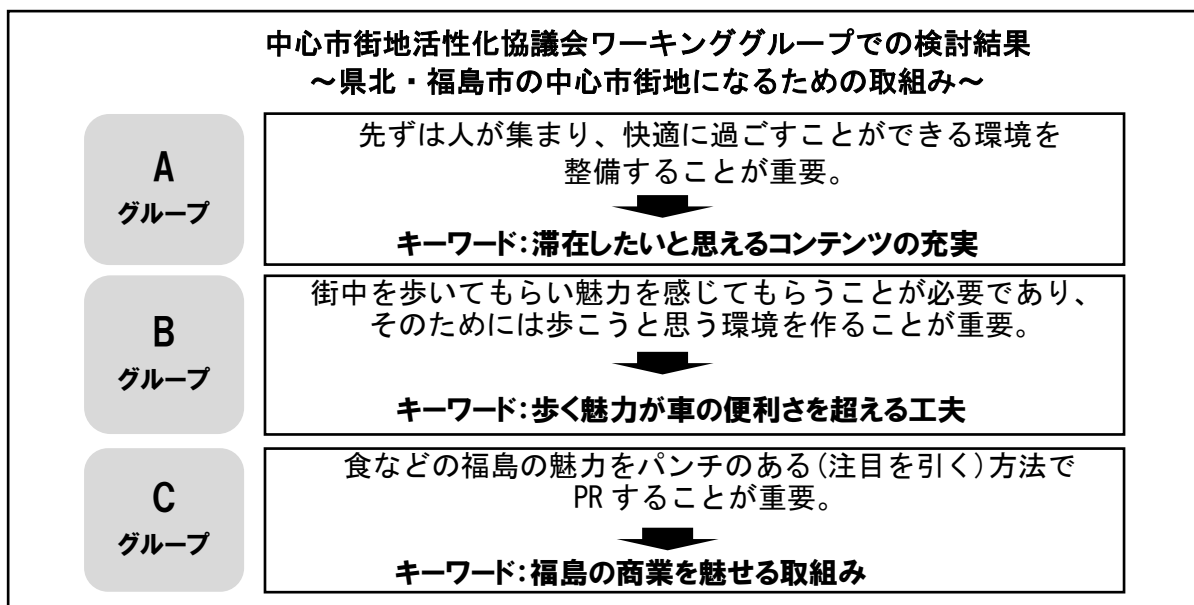 中心市街地活性化協議会ワーキンググループでの検討結果
～県北・福島市の中心市街地になるための取組み～
A
グループ
先ずは人が集まり、快適に過ごすことができる環境を
整備することが重要。
キーワード：滞在したいと思えるコンテンツの充実
B
グループ
街中を歩いてもらい魅力を感じてもらうことが必要であり、
そのためには歩こうと思う環境を作ることが重要。
キーワード：歩く魅力が車の便利さを超える工夫
C
グループ
食などの福島の魅力をパンチのある(注目を引く)方法で
PR することが重要。
キーワード：福島の商業を魅せる取組み